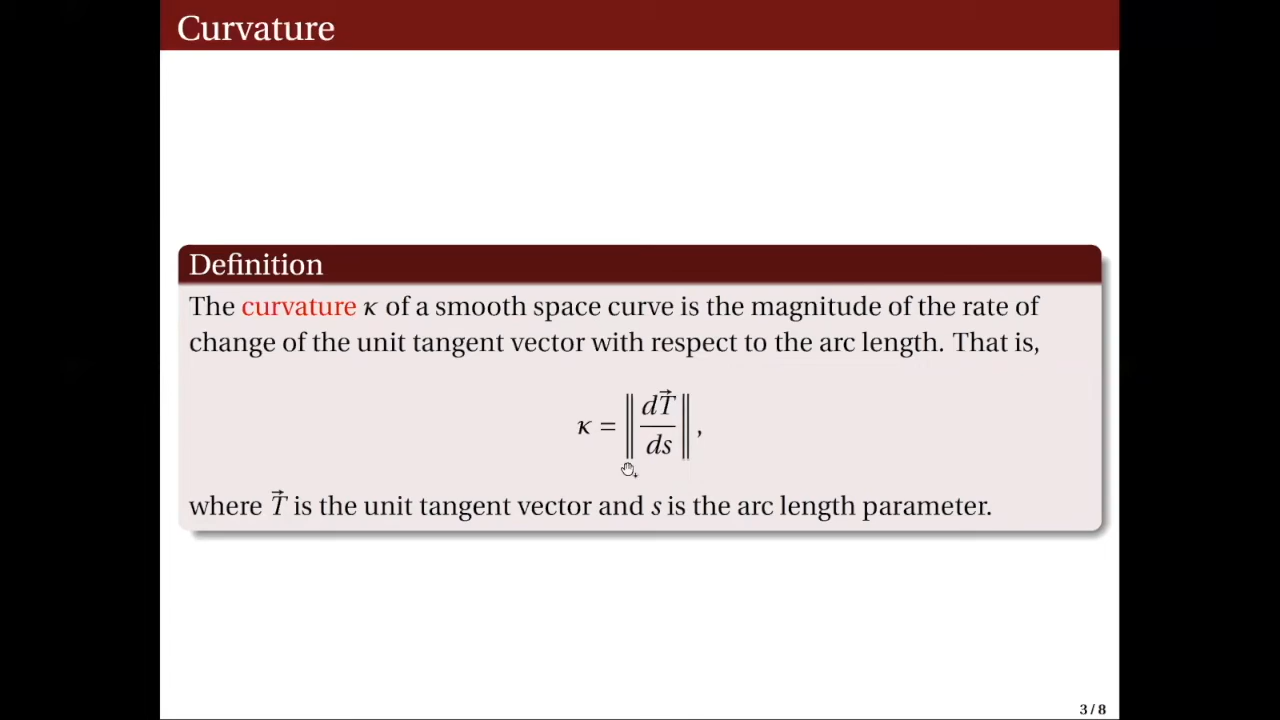 Curvature
Definition
The curvature κ of a smooth space curve is the magnitude of the rate of
change of the unit tangent vector with respect to the arc length. That is,
κ = ‖dT⃗/ds‖,
where T⃗ is the unit tangent vector and s is the arc length parameter.
3 / 8